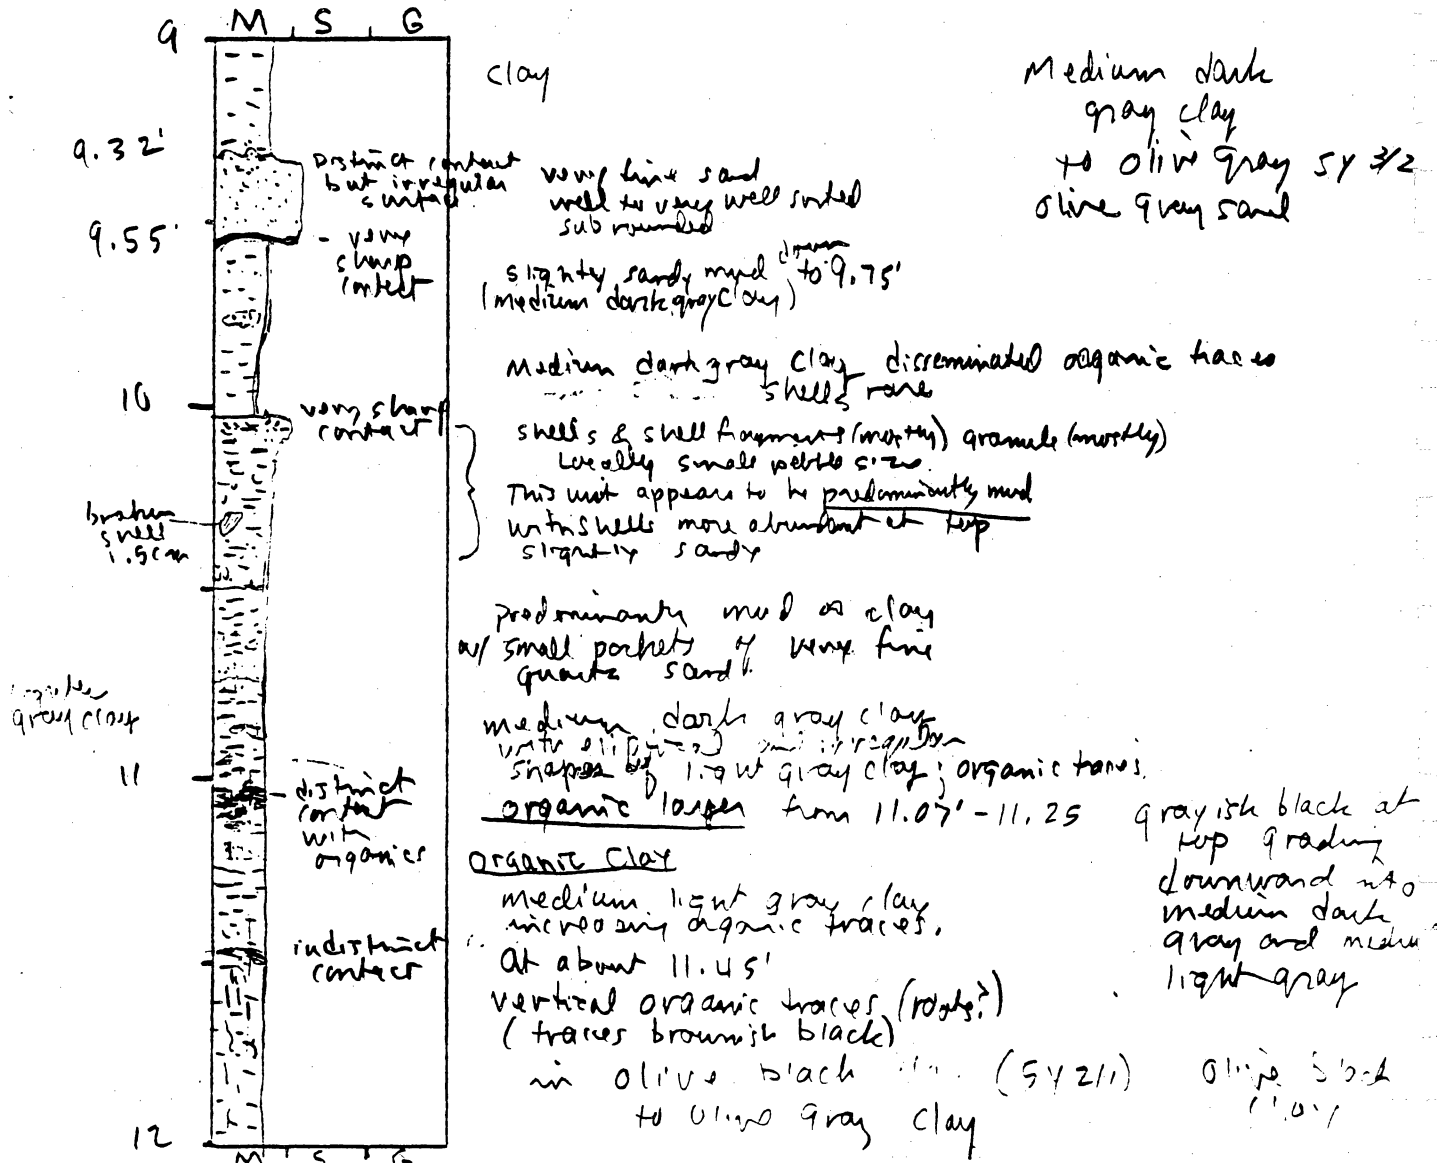 M S G
9
clay
Medium dark
gray clay
to olive gray 5Y 3/2
olive gray sand
9.32'
Distinct contact
but irregular
surface
very fine sand
well to very well sorted
subrounded
9.55'
- very
sharp
contact
slightly sandy mud down to 9.75'
(medium dark gray clay)
Medium dark gray clay disseminated organic traces
shells rare
10
very sharp
contact
shells & shell fragments (mostly) granule (mostly)
locally small pebble size
This unit appears to be predominantly mud
with shells more abundant at top
slightly sandy
broken
shell
1.5cm
predominantly mud or clay
w/ small pockets of very fine
quartz sand.
gray clay
medium dark gray clay
with elliptical and irregular
shapes of light gray clay; organic traces.
11
distinct
contact
with
organics
organic layer from 11.07' - 11.25
grayish black at
top grading
downward into
medium dark
gray and medium
light gray
Organic Clay
medium light gray clay
increasing organic traces.
indistinct
contact
At about 11.45'
vertical organic traces (roots?)
(traces brownish black)
in olive black (5Y 2/1)
to olive gray clay
olive black
12
M S G